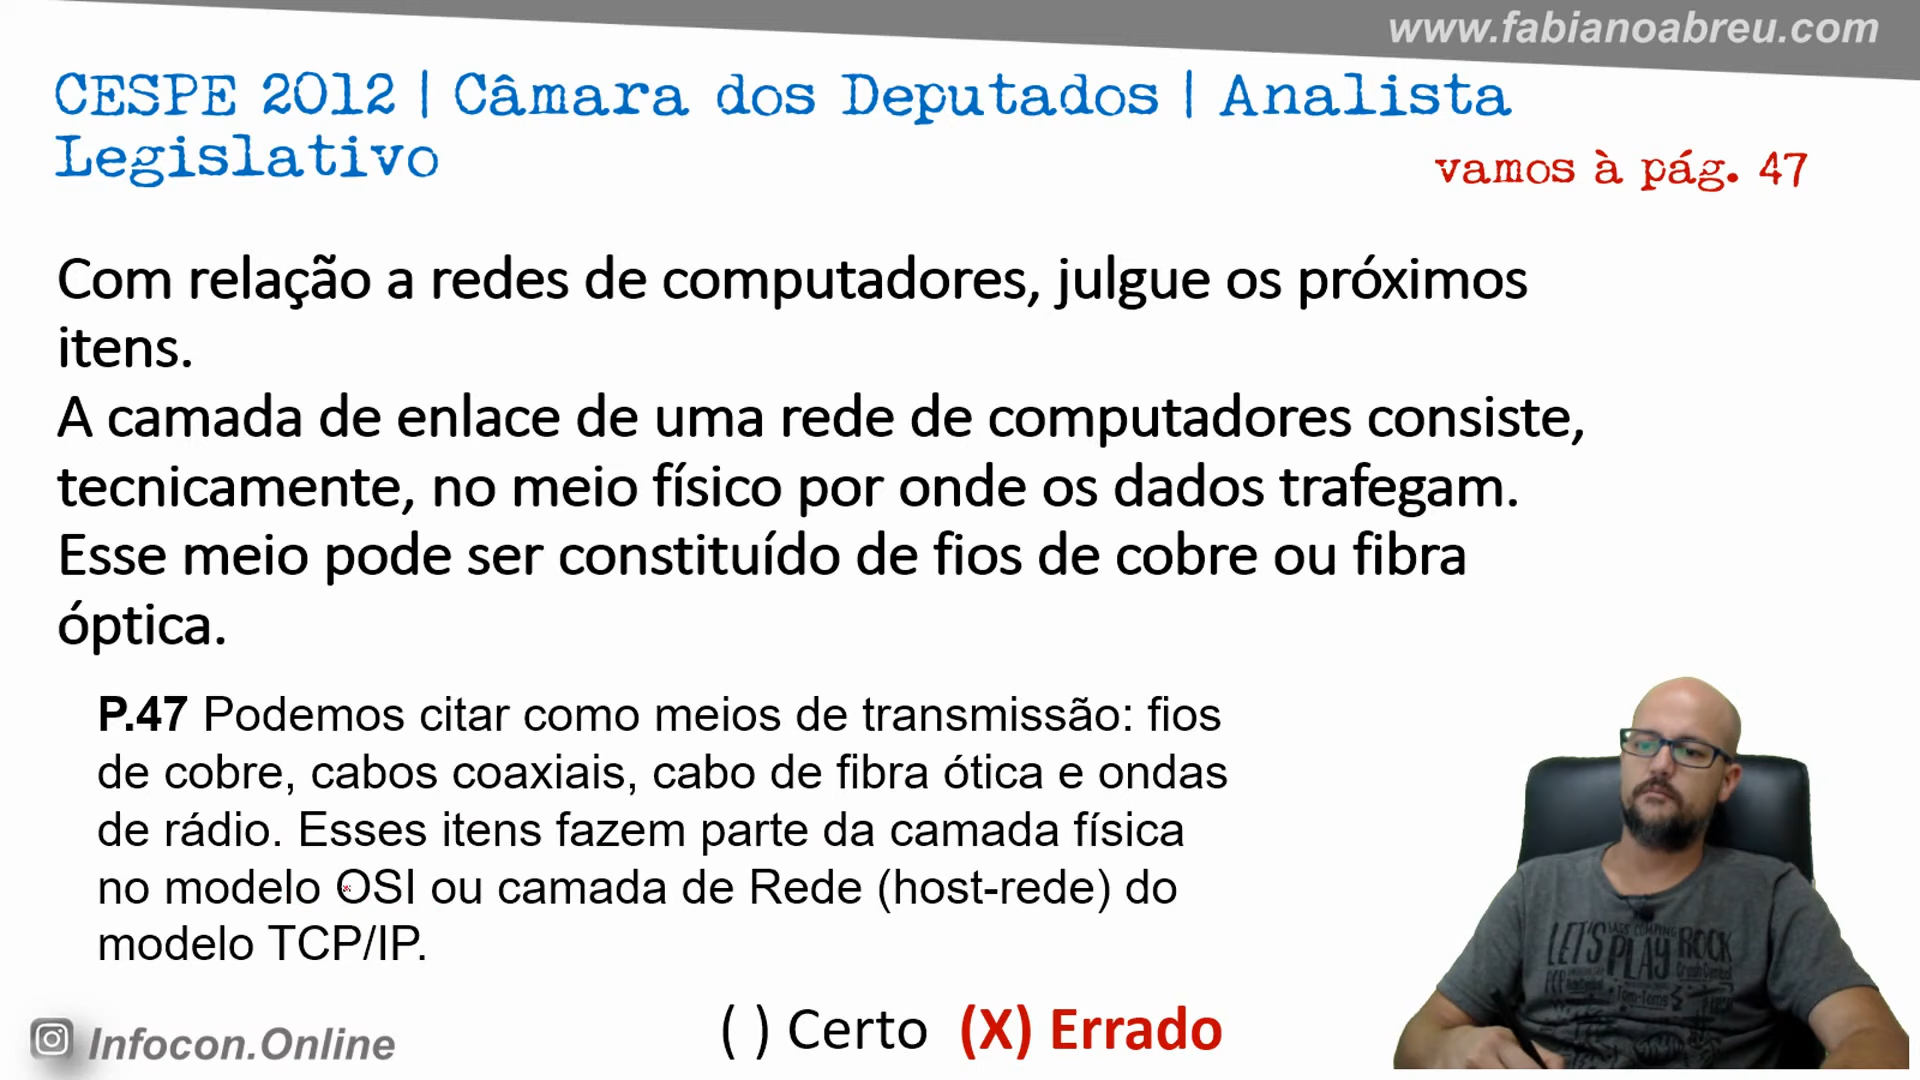 www.fabianoabreu.com
CESPE 2012 | Câmara dos Deputados | Analista
Legislativo
vamos à pág. 47
Com relação a redes de computadores, julgue os próximos
itens.
A camada de enlace de uma rede de computadores consiste,
tecnicamente, no meio físico por onde os dados trafegam.
Esse meio pode ser constituído de fios de cobre ou fibra
óptica.
P.47 Podemos citar como meios de transmissão: fios
de cobre, cabos coaxiais, cabo de fibra ótica e ondas
de rádio. Esses itens fazem parte da camada física
no modelo OSI ou camada de Rede (host-rede) do
modelo TCP/IP.
( ) Certo (X) Errado
Infocon.Online
LET'S
PLAY ROCK